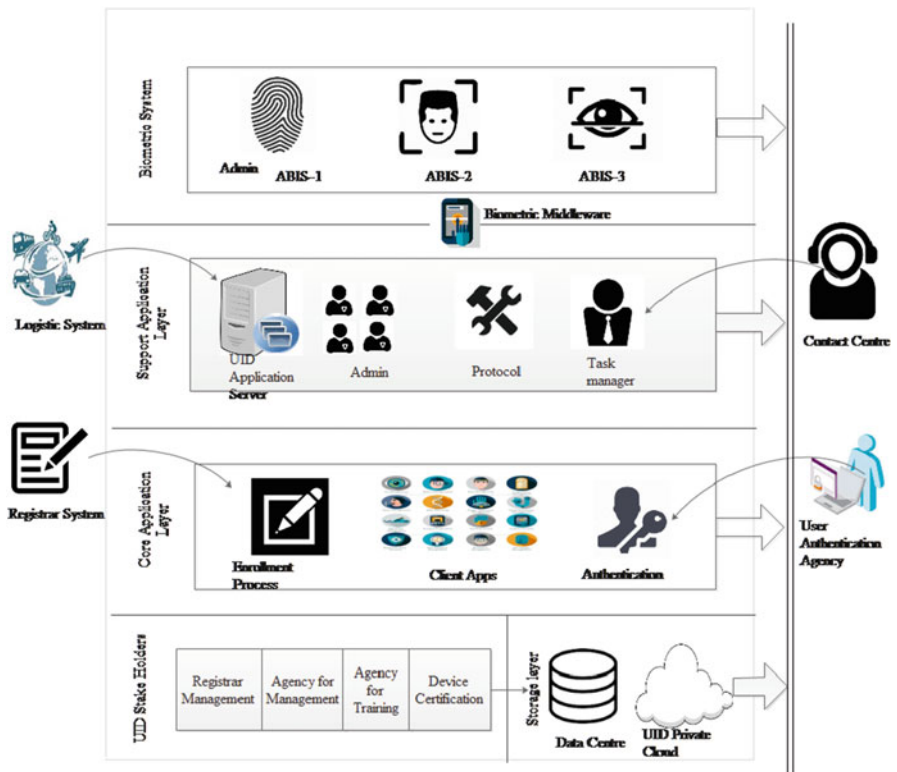 Biometric System
Admin
ABIS-1
ABIS-2
ABIS-3
Biometric Middleware
Logistic System
Support Application
Layer
UID
Application
Server
Admin
Protocol
Task
manager
Contact Centre
Registrar System
Core Application
Layer
Enrollment
Process
Client Apps
Authentication
User
Authentication
Agency
UID Stake Holders
Registrar
Management
Agency for
Management
Agency
for
Training
Device
Certification
Storage layer
Data Centre
UID Private
Cloud